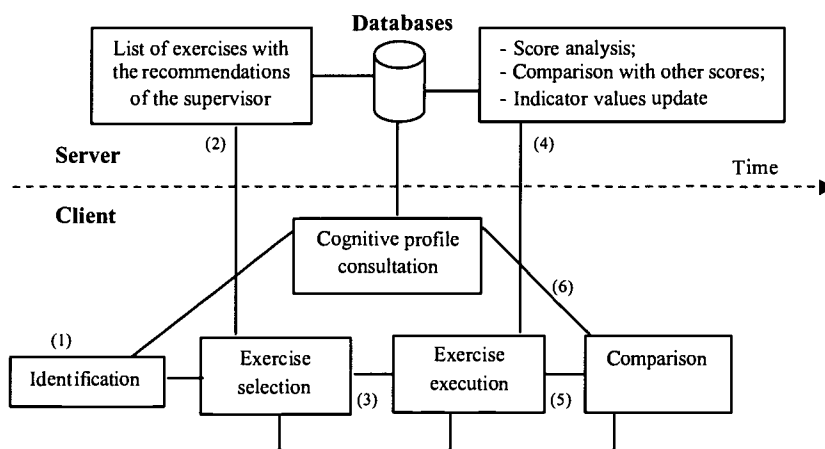 Databases
List of exercises with
the recommendations
of the supervisor
- Score analysis;
- Comparison with other scores;
- Indicator values update
(2)
(4)
Server
Time
Client
Cognitive profile
consultation
(6)
(1)
Identification
Exercise
selection
(3)
Exercise
execution
(5)
Comparison